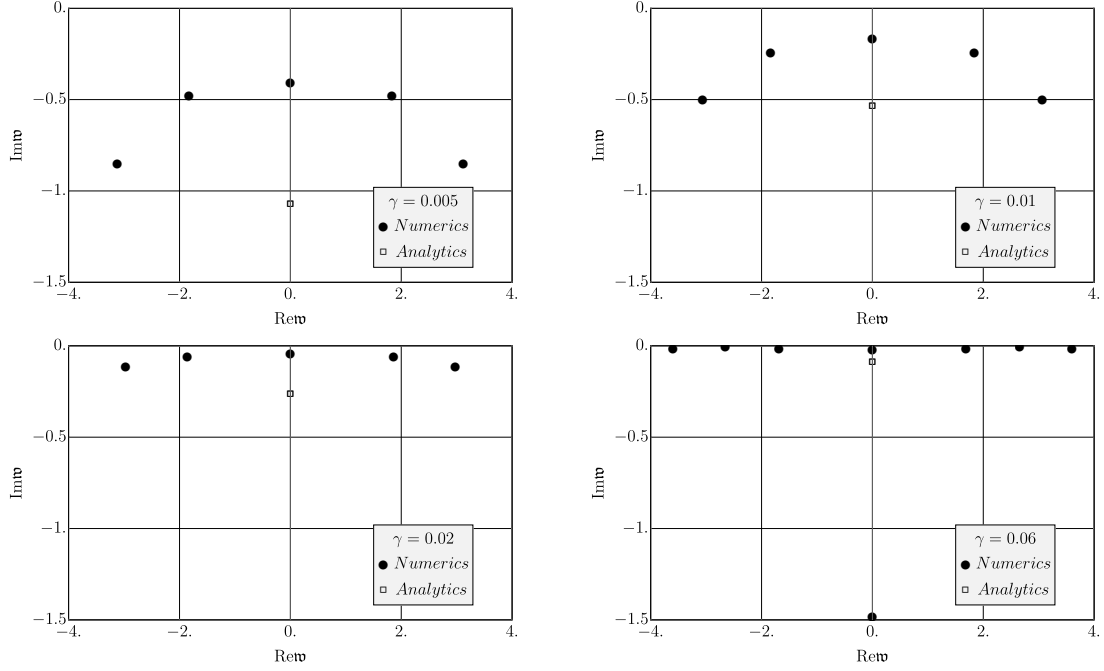 0.
−0.5
−1.
−1.5
Im𝔴
−4.
−2.
0.
2.
4.
Re𝔴
γ = 0.005
Numerics
Analytics
0.
−0.5
−1.
−1.5
Im𝔴
−4.
−2.
0.
2.
4.
Re𝔴
γ = 0.01
Numerics
Analytics
0.
−0.5
−1.
−1.5
Im𝔴
−4.
−2.
0.
2.
4.
Re𝔴
γ = 0.02
Numerics
Analytics
0.
−0.5
−1.
−1.5
Im𝔴
−4.
−2.
0.
2.
4.
Re𝔴
γ = 0.06
Numerics
Analytics